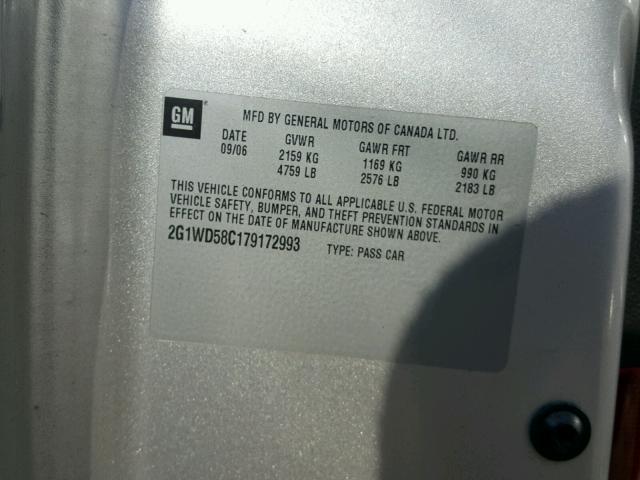 GM
MFD BY GENERAL MOTORS OF CANADA LTD.
DATE GVWR GAWR FRT GAWR RR
09/06 2159 KG 1169 KG 990 KG
4759 LB 2576 LB 2183 LB
THIS VEHICLE CONFORMS TO ALL APPLICABLE U.S. FEDERAL MOTOR
VEHICLE SAFETY, BUMPER, AND THEFT PREVENTION STANDARDS IN
EFFECT ON THE DATE OF MANUFACTURE SHOWN ABOVE.
2G1WD58C179172993 TYPE: PASS CAR